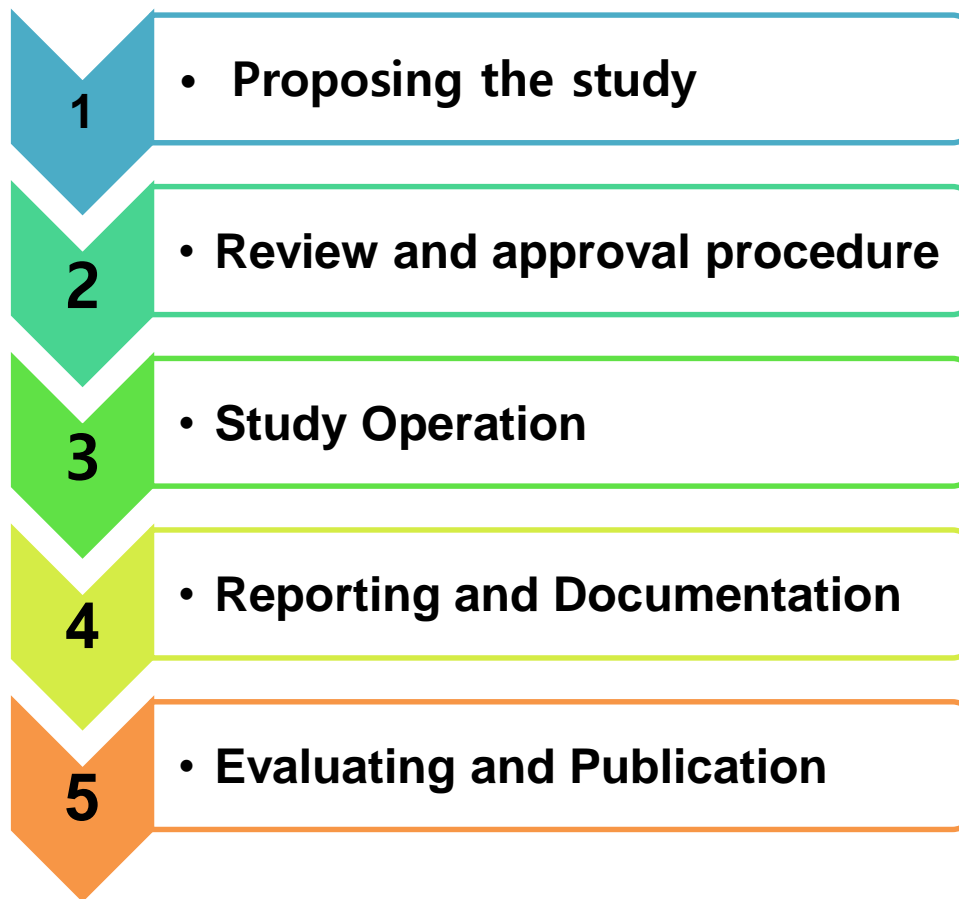 1
• Proposing the study
2
• Review and approval procedure
3
• Study Operation
4
• Reporting and Documentation
5
• Evaluating and Publication